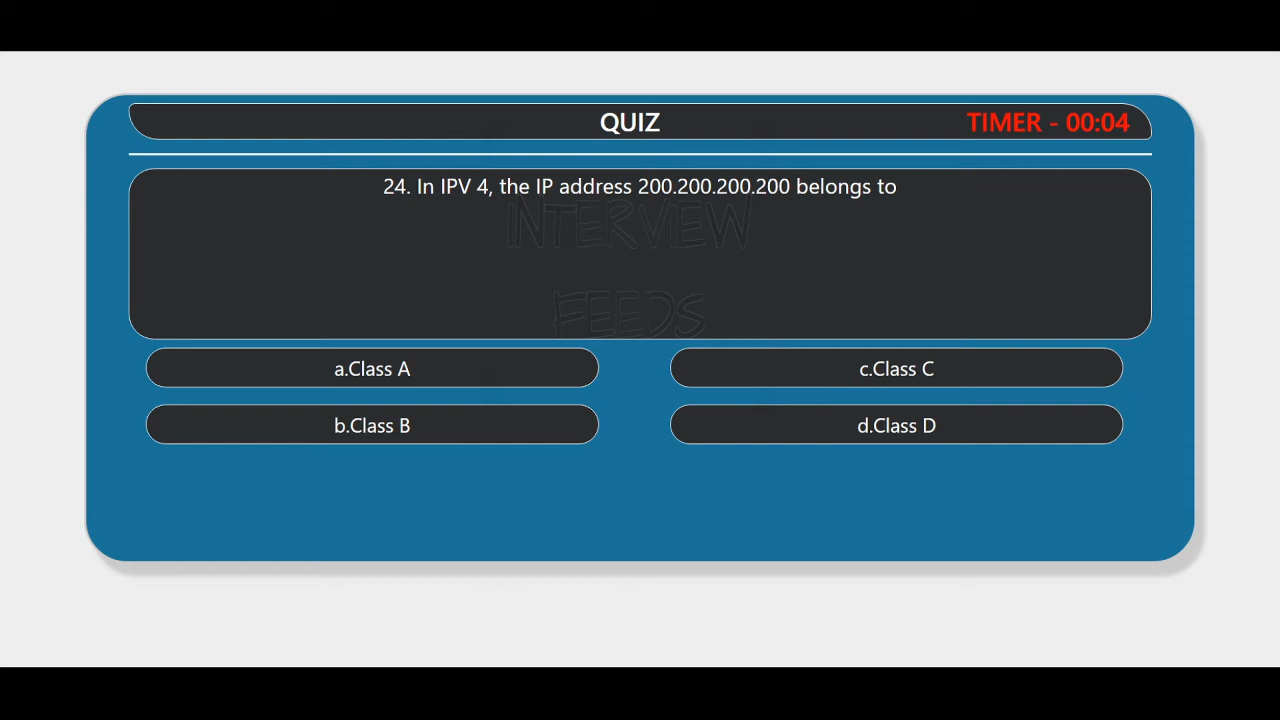 QUIZ
TIMER - 00:04
24. In IPV 4, the IP address 200.200.200.200 belongs to
INTERVIEW
FEEDS
a.Class A
c.Class C
b.Class B
d.Class D